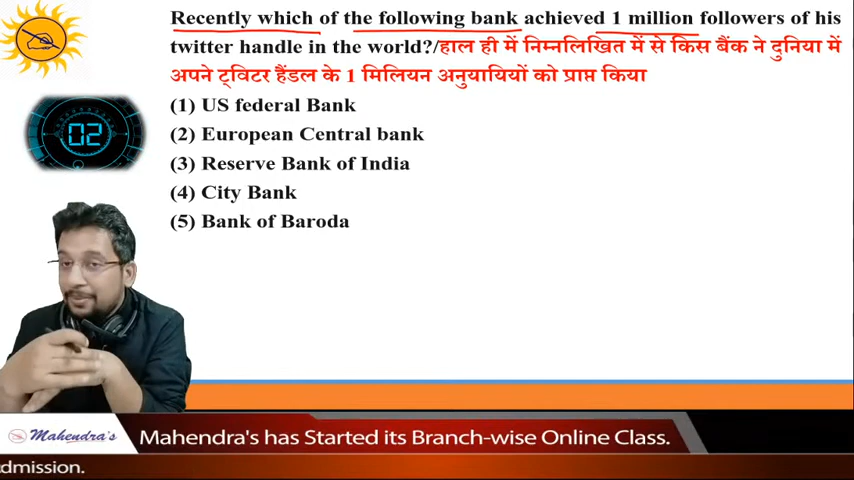 Recently which of the following bank achieved 1 million followers of his
twitter handle in the world?/हाल ही में निम्नलिखित में से किस बैंक ने दुनिया में
अपने ट्विटर हैंडल के 1 मिलियन अनुयायियों को प्राप्त किया
(1) US federal Bank
02
(2) European Central bank
(3) Reserve Bank of India
(4) City Bank
(5) Bank of Baroda
Mahendra's
Mahendra's has Started its Branch-wise Online Class.
dmission.